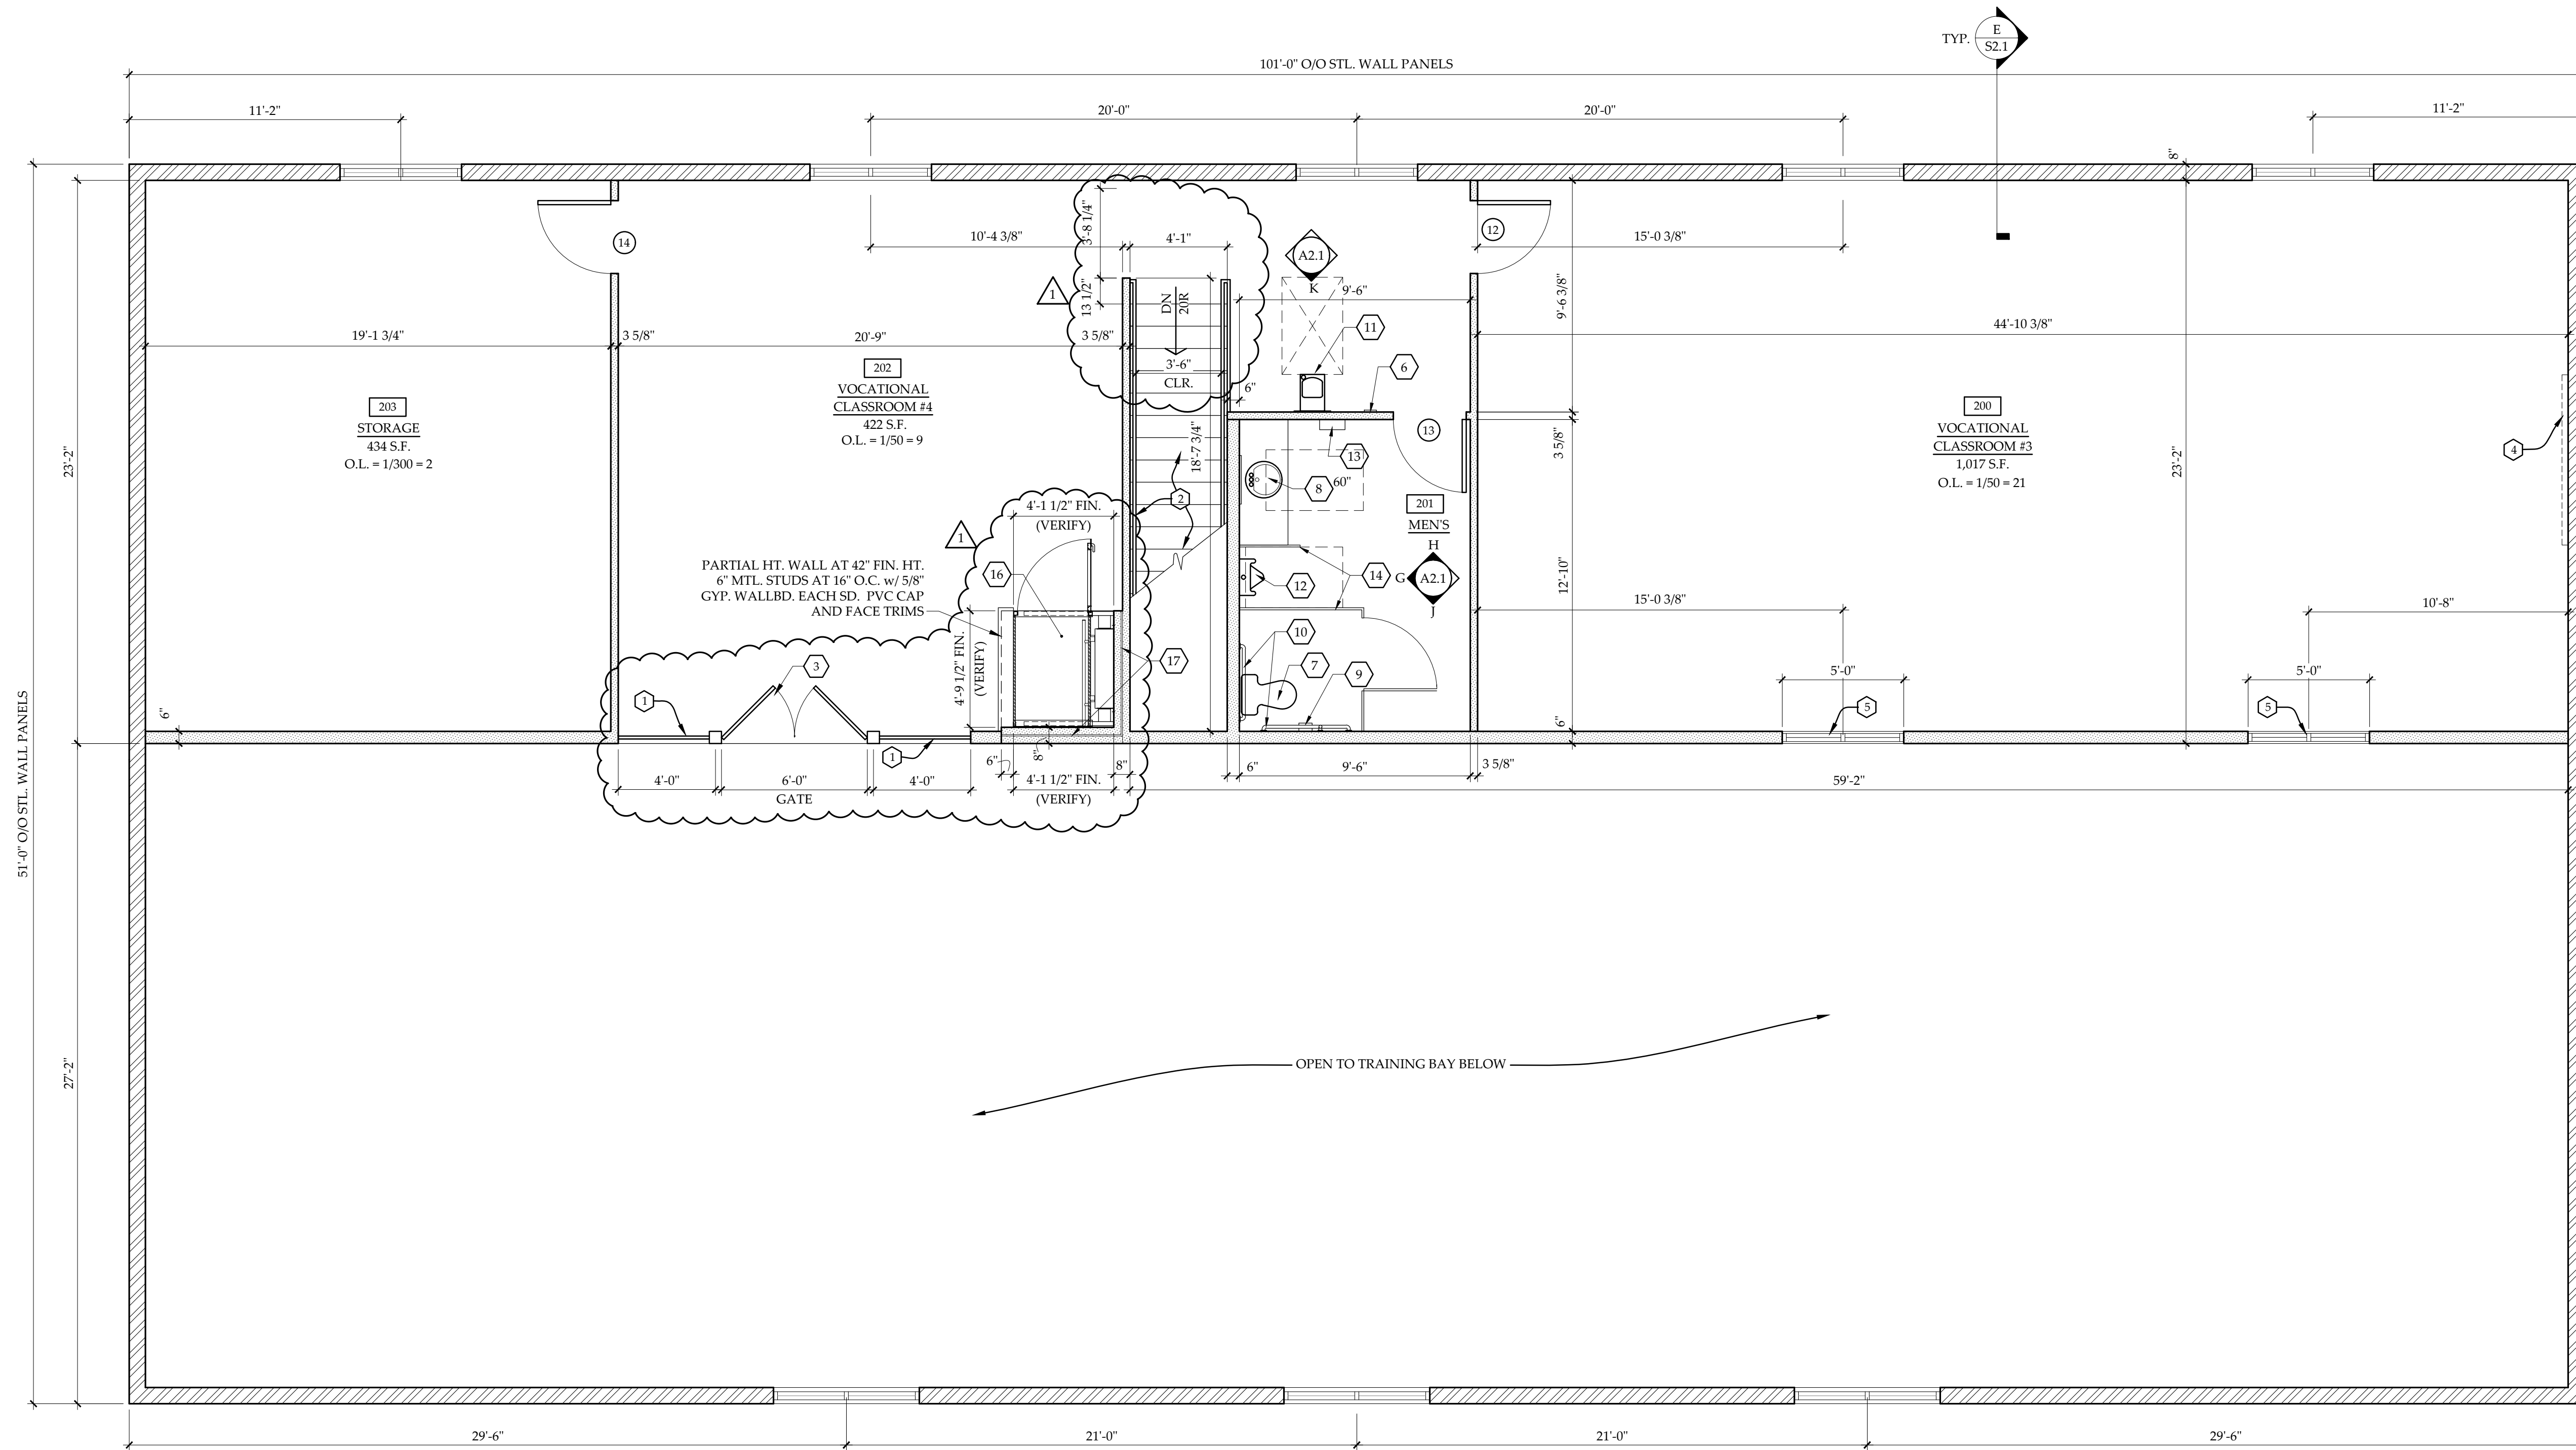 TYP.
E
S2.1
101'-0" O/O STL. WALL PANELS
11'-2"
20'-0"
20'-0"
11'-2"
8"
3'-8 1/4"
14
10'-4 3/8"
4'-1"
12
15'-0 3/8"
A2.1
K
1
13 1/2"
DN
20R
9'-6"
9'-6 3/8"
11
19'-1 3/4"
3 5/8"
20'-9"
3 5/8"
44'-10 3/8"
3'-6"
CLR.
6
6"
202
VOCATIONAL
CLASSROOM #4
422 S.F.
O.L. = 1/50 = 9
203
STORAGE
434 S.F.
O.L. = 1/300 = 2
200
VOCATIONAL
CLASSROOM #3
1,017 S.F.
O.L. = 1/50 = 21
13
3 5/8"
18'-7 3/4"
13
4
23'-2"
23'-2"
8
60"
2
201
MEN'S
4'-1 1/2" FIN.
(VERIFY)
1
H
G
A2.1
J
PARTIAL HT. WALL AT 42" FIN. HT.
6" MTL. STUDS AT 16" O.C. w/ 5/8"
GYP. WALLBD. EACH SD. PVC CAP
AND FACE TRIMS
16
12
14
12'-10"
15'-0 3/8"
10'-8"
10
17
4'-9 1/2" FIN.
(VERIFY)
3
7
9
5'-0"
5'-0"
1
5
5
6"
6"
51'-0" O/O STL. WALL PANELS
1
6"
8"
8"
4'-0"
6'-0"
GATE
4'-0"
4'-1 1/2" FIN.
(VERIFY)
6"
9'-6"
3 5/8"
59'-2"
27'-2"
OPEN TO TRAINING BAY BELOW
29'-6"
21'-0"
21'-0"
29'-6"